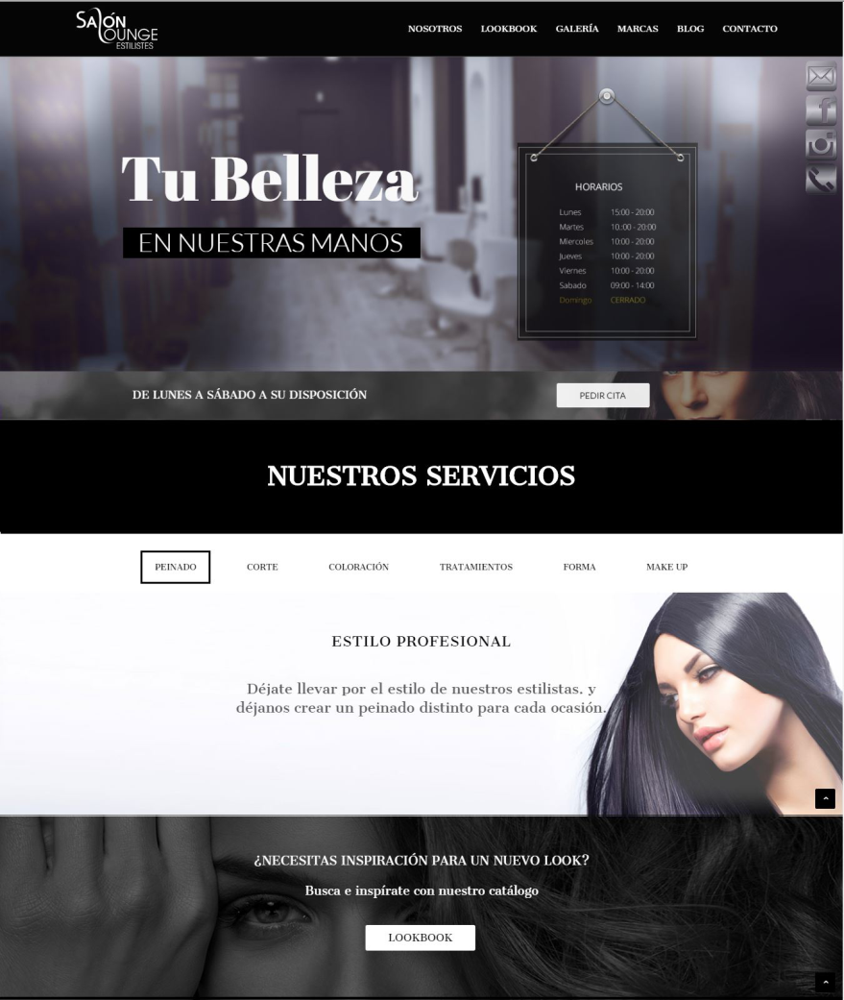 SALÓN
LOUNGE
ESTILISTES
NOSOTROS LOOKBOOK GALERÍA MARCAS BLOG CONTACTO
Tu Belleza
EN NUESTRAS MANOS
HORARIOS
Lunes 15:00 - 20:00
Martes 10.:00 - 20:00
Miercoles 10:00 - 20:00
Jueves 10:00 - 20:00
Viernes 10:00 - 20:00
Sabado 09:00 - 14:00
Domingo CERRADO
DE LUNES A SÁBADO A SU DISPOSICIÓN
PEDIR CITA
NUESTROS SERVICIOS
PEINADO CORTE COLORACIÓN TRATAMIENTOS FORMA MAKE UP
ESTILO PROFESIONAL
Déjate llevar por el estilo de nuestros estilistas. y
déjanos crear un peinado distinto para cada ocasión.
¿NECESITAS INSPIRACIÓN PARA UN NUEVO LOOK?
Busca e inspírate con nuestro catálogo
LOOKBOOK